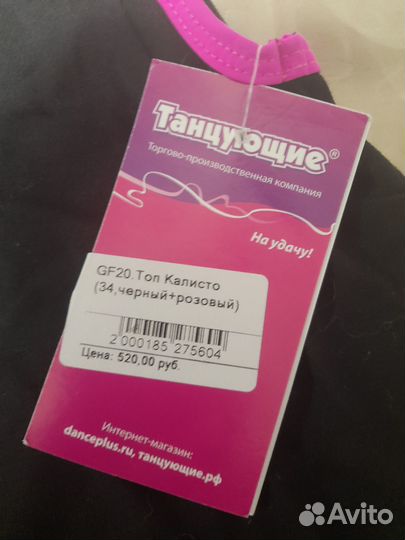 Танцующие®
Торгово-производственная компания
На удачу!
GF20.Топ Калисто
(34,черный+розовый)
2 000185 275604
Цена: 520,00 руб.
Интернет-магазин:
danceplus.ru, танцующие.рф
Avito